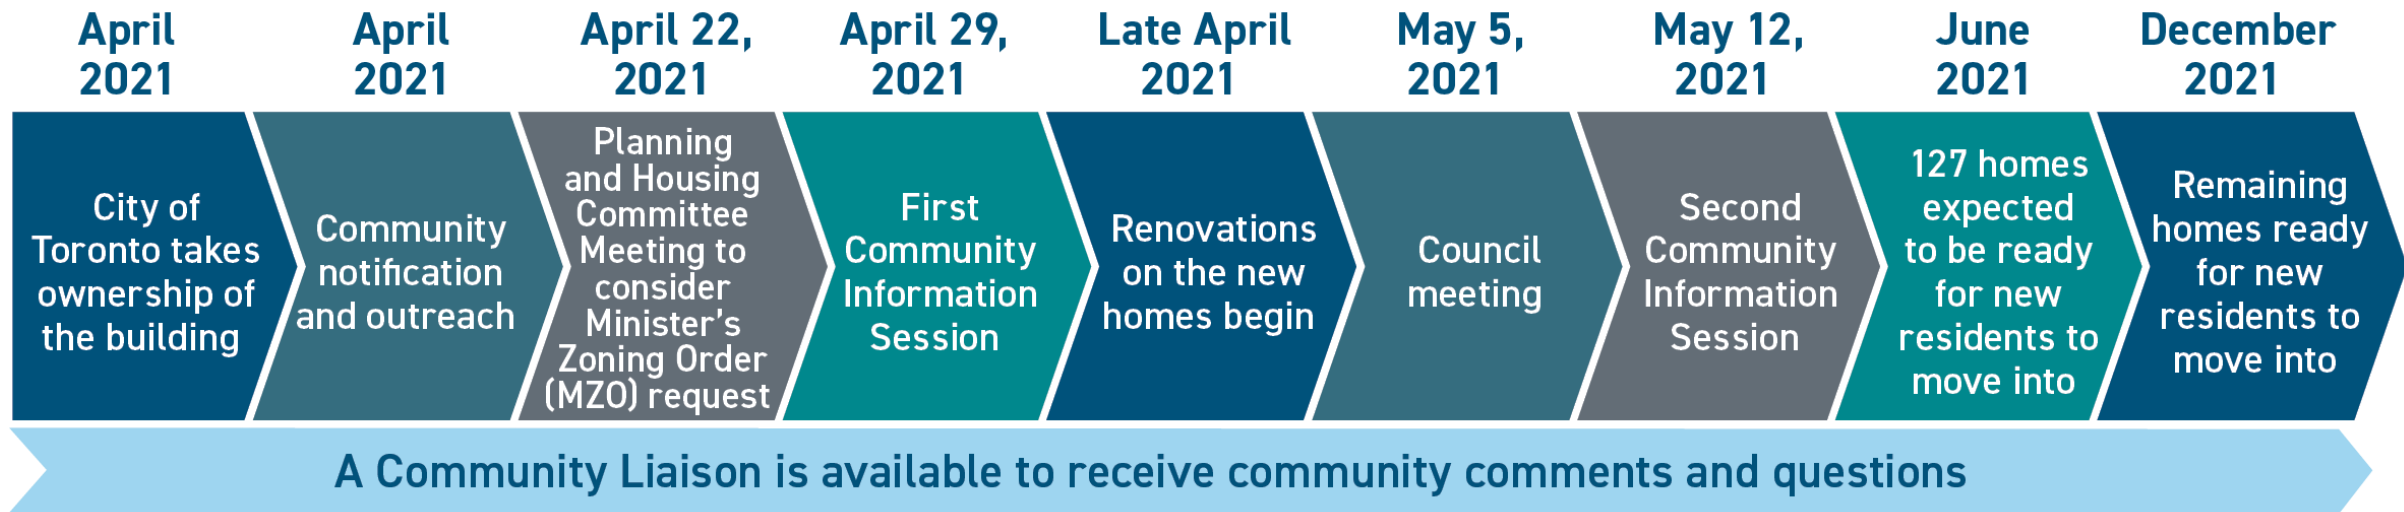 April
2021
City of
Toronto takes
ownership of
the building
April
2021
Community
notification
and outreach
April 22,
2021
Planning
and Housing
Committee
Meeting to
consider
Minister’s
Zoning Order
(MZO) request
April 29,
2021
First
Community
Information
Session
Late April
2021
Renovations
on the new
homes begin
May 5,
2021
Council
meeting
May 12,
2021
Second
Community
Information
Session
June
2021
127 homes
expected
to be ready
for new
residents to
move into
December
2021
Remaining
homes ready
for new
residents to
move into
A Community Liaison is available to receive community comments and questions